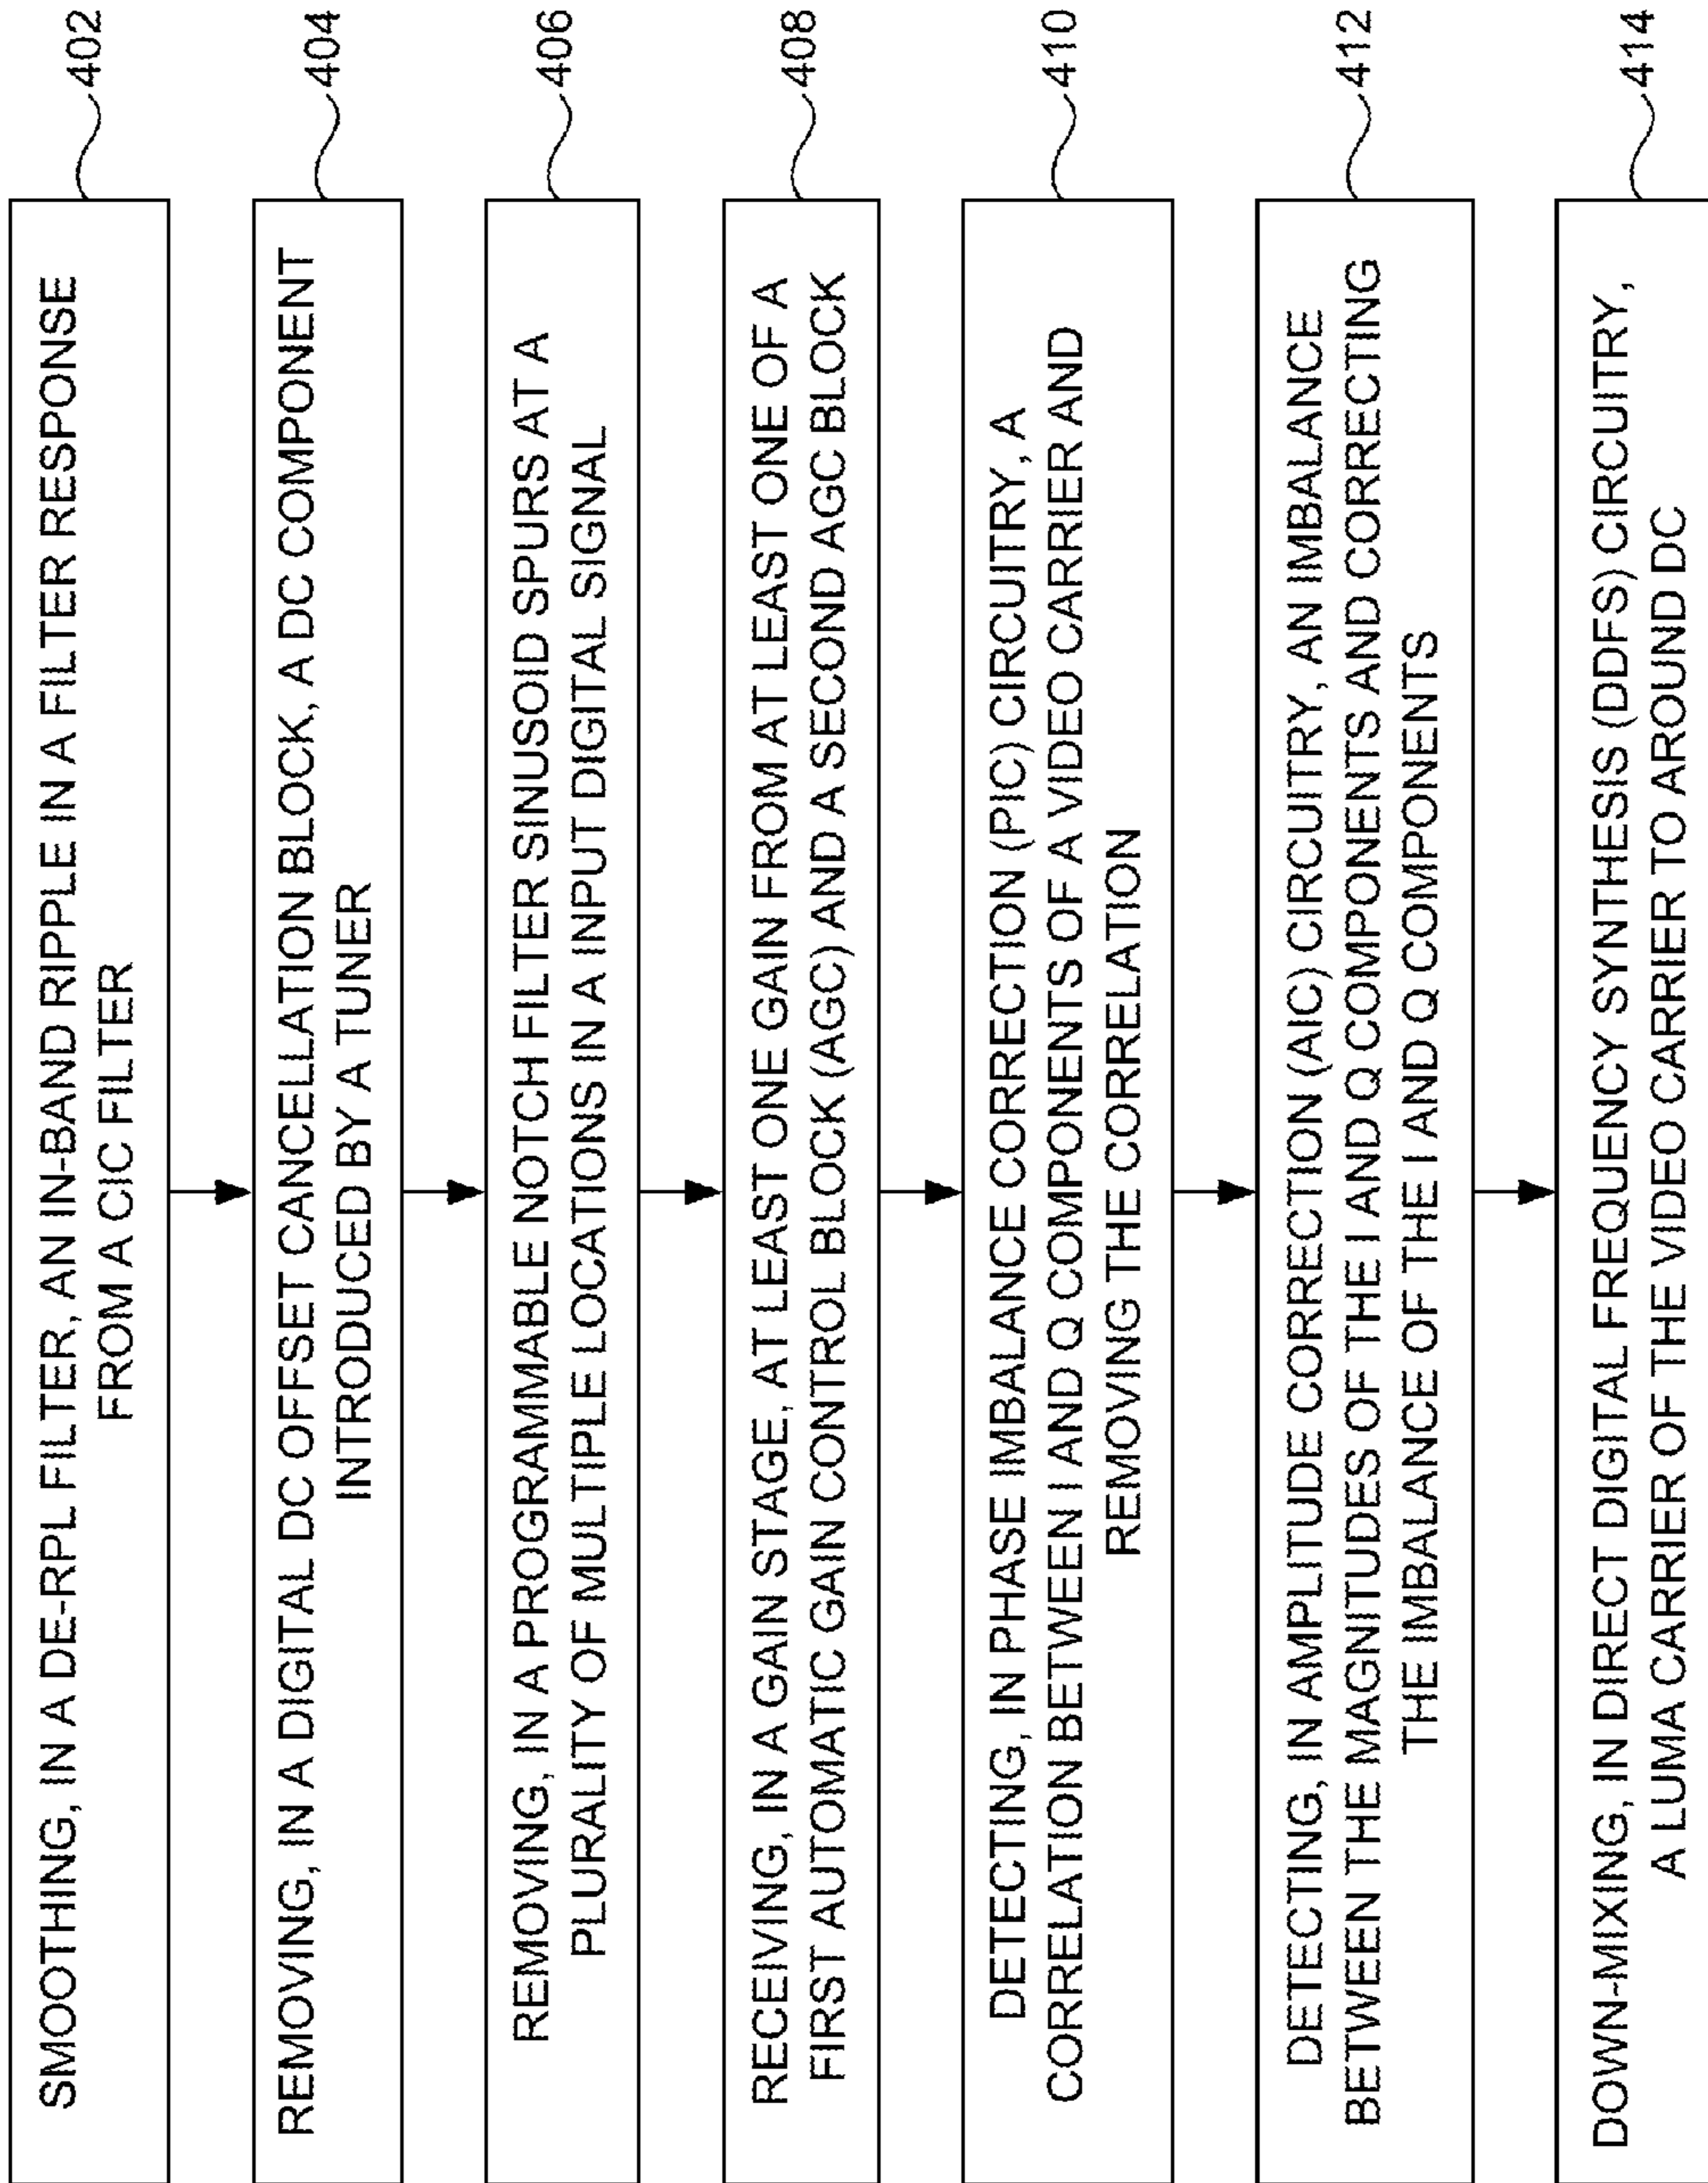 SMOOTHING, IN A DE-RPL FILTER, AN IN-BAND RIPPLE IN A FILTER RESPONSE
FROM A CIC FILTER
402
REMOVING, IN A DIGITAL DC OFFSET CANCELLATION BLOCK, A DC COMPONENT
INTRODUCED BY A TUNER
404
REMOVING, IN A PROGRAMMABLE NOTCH FILTER SINUSOID SPURS AT A
PLURALITY OF MULTIPLE LOCATIONS IN A INPUT DIGITAL SIGNAL
406
RECEIVING, IN A GAIN STAGE, AT LEAST ONE GAIN FROM AT LEAST ONE OF A
FIRST AUTOMATIC GAIN CONTROL BLOCK (AGC) AND A SECOND AGC BLOCK
408
DETECTING, IN PHASE IMBALANCE CORRECTION (PIC) CIRCUITRY, A
CORRELATION BETWEEN I AND Q COMPONENTS OF A VIDEO CARRIER AND
REMOVING THE CORRELATION
410
DETECTING, IN AMPLITUDE CORRECTION (AIC) CIRCUITRY, AN IMBALANCE
BETWEEN THE MAGNITUDES OF THE I AND Q COMPONENTS AND CORRECTING
THE IMBALANCE OF THE I AND Q COMPONENTS
412
DOWN-MIXING, IN DIRECT DIGITAL FREQUENCY SYNTHESIS (DDFS) CIRCUITRY,
A LUMA CARRIER OF THE VIDEO CARRIER TO AROUND DC
414